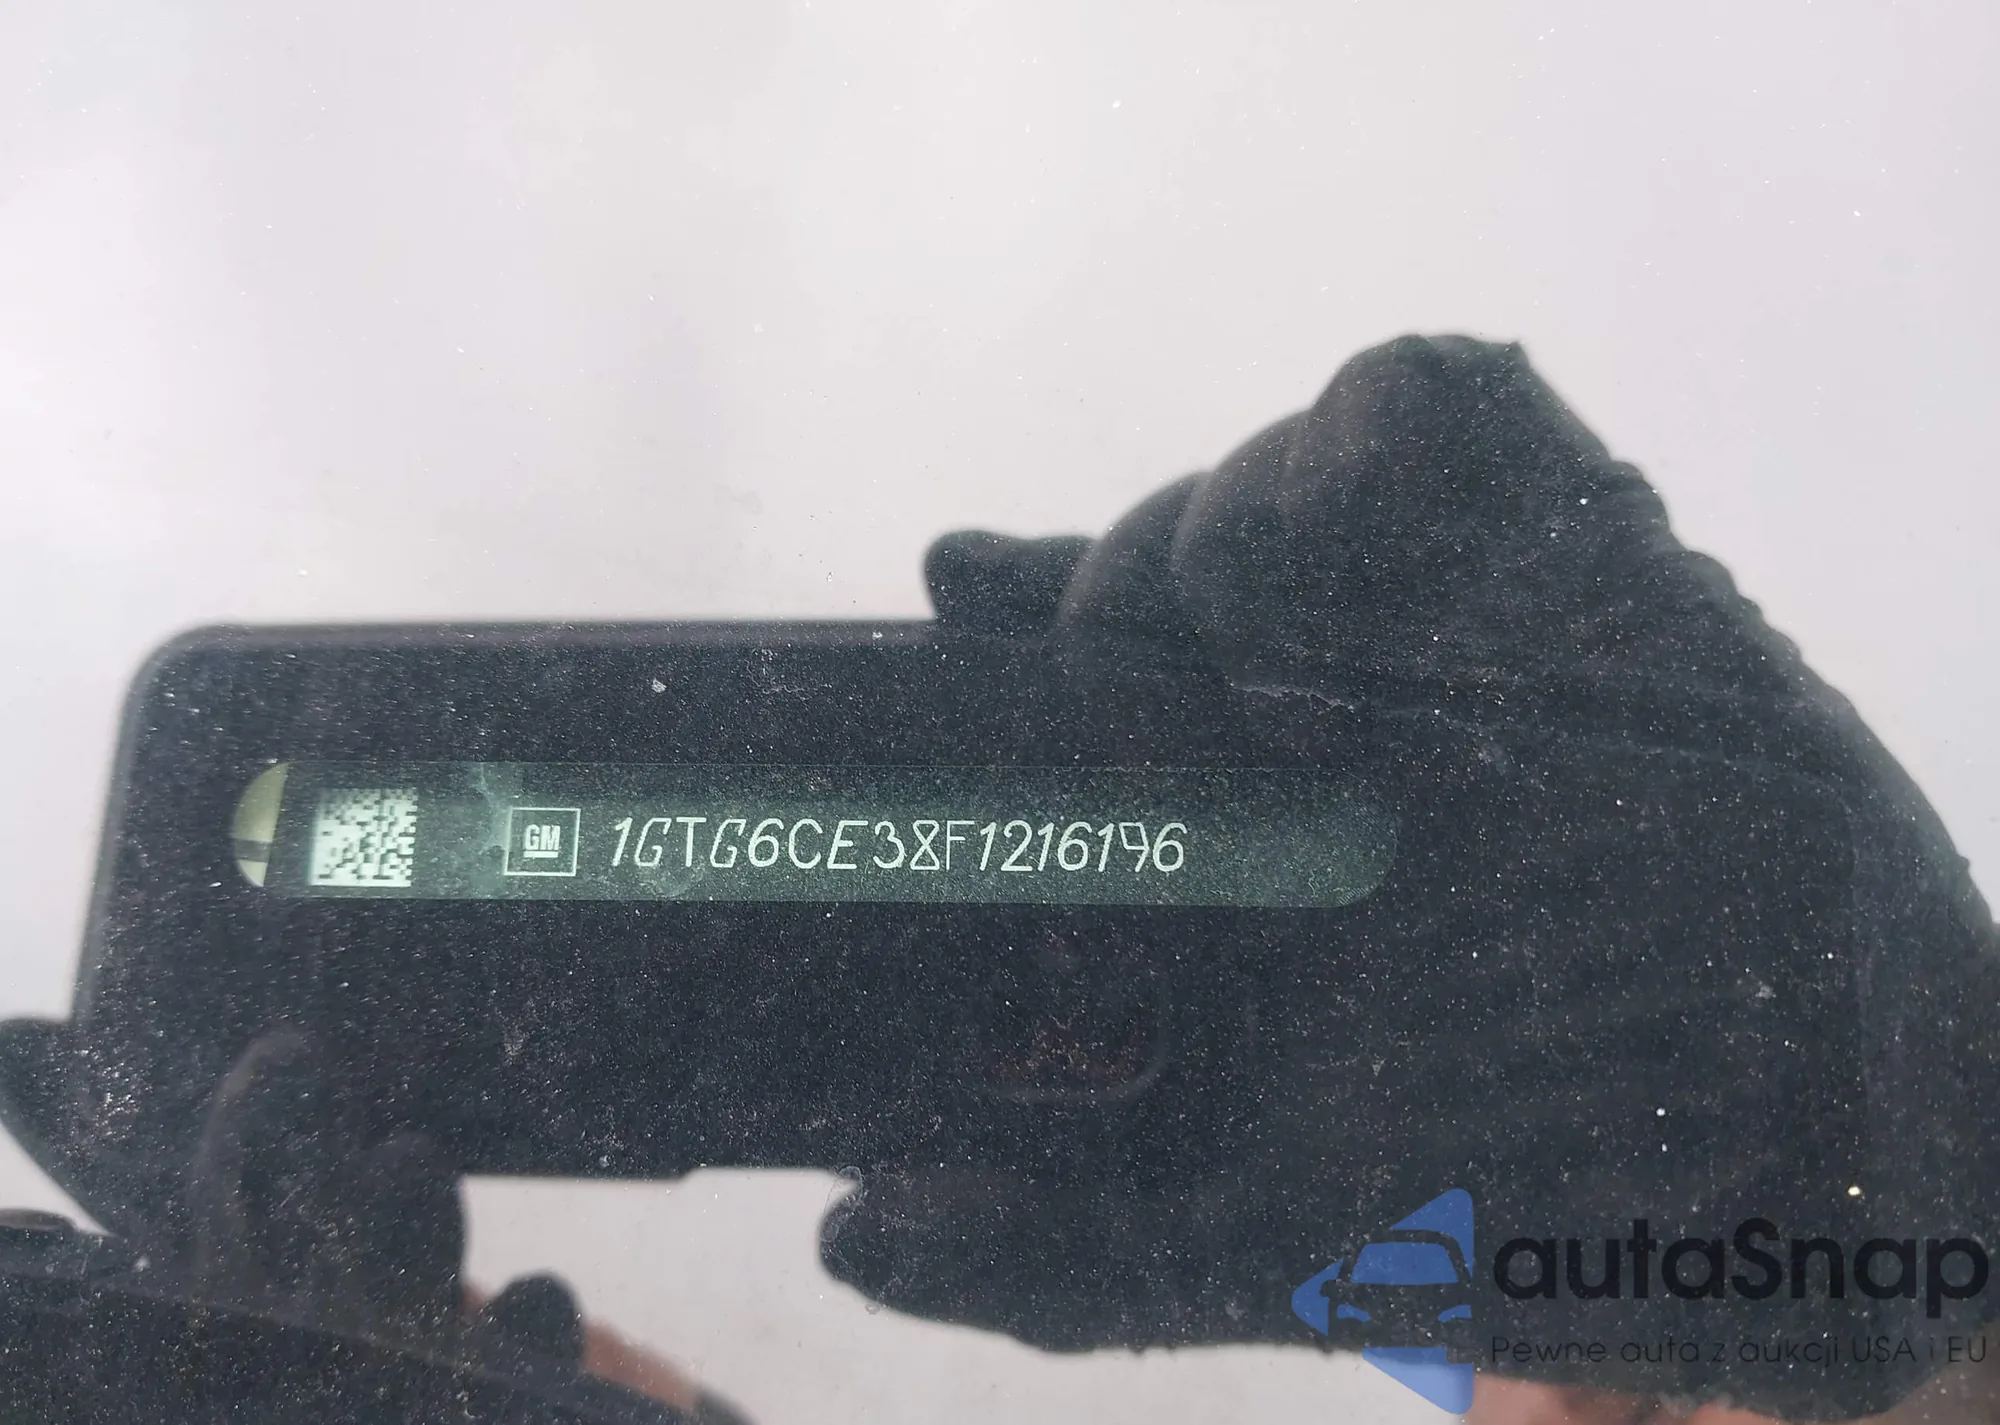 GM 1GTG6CE38F1216196
autaSnap
Pewne auta z aukcji USA i EU